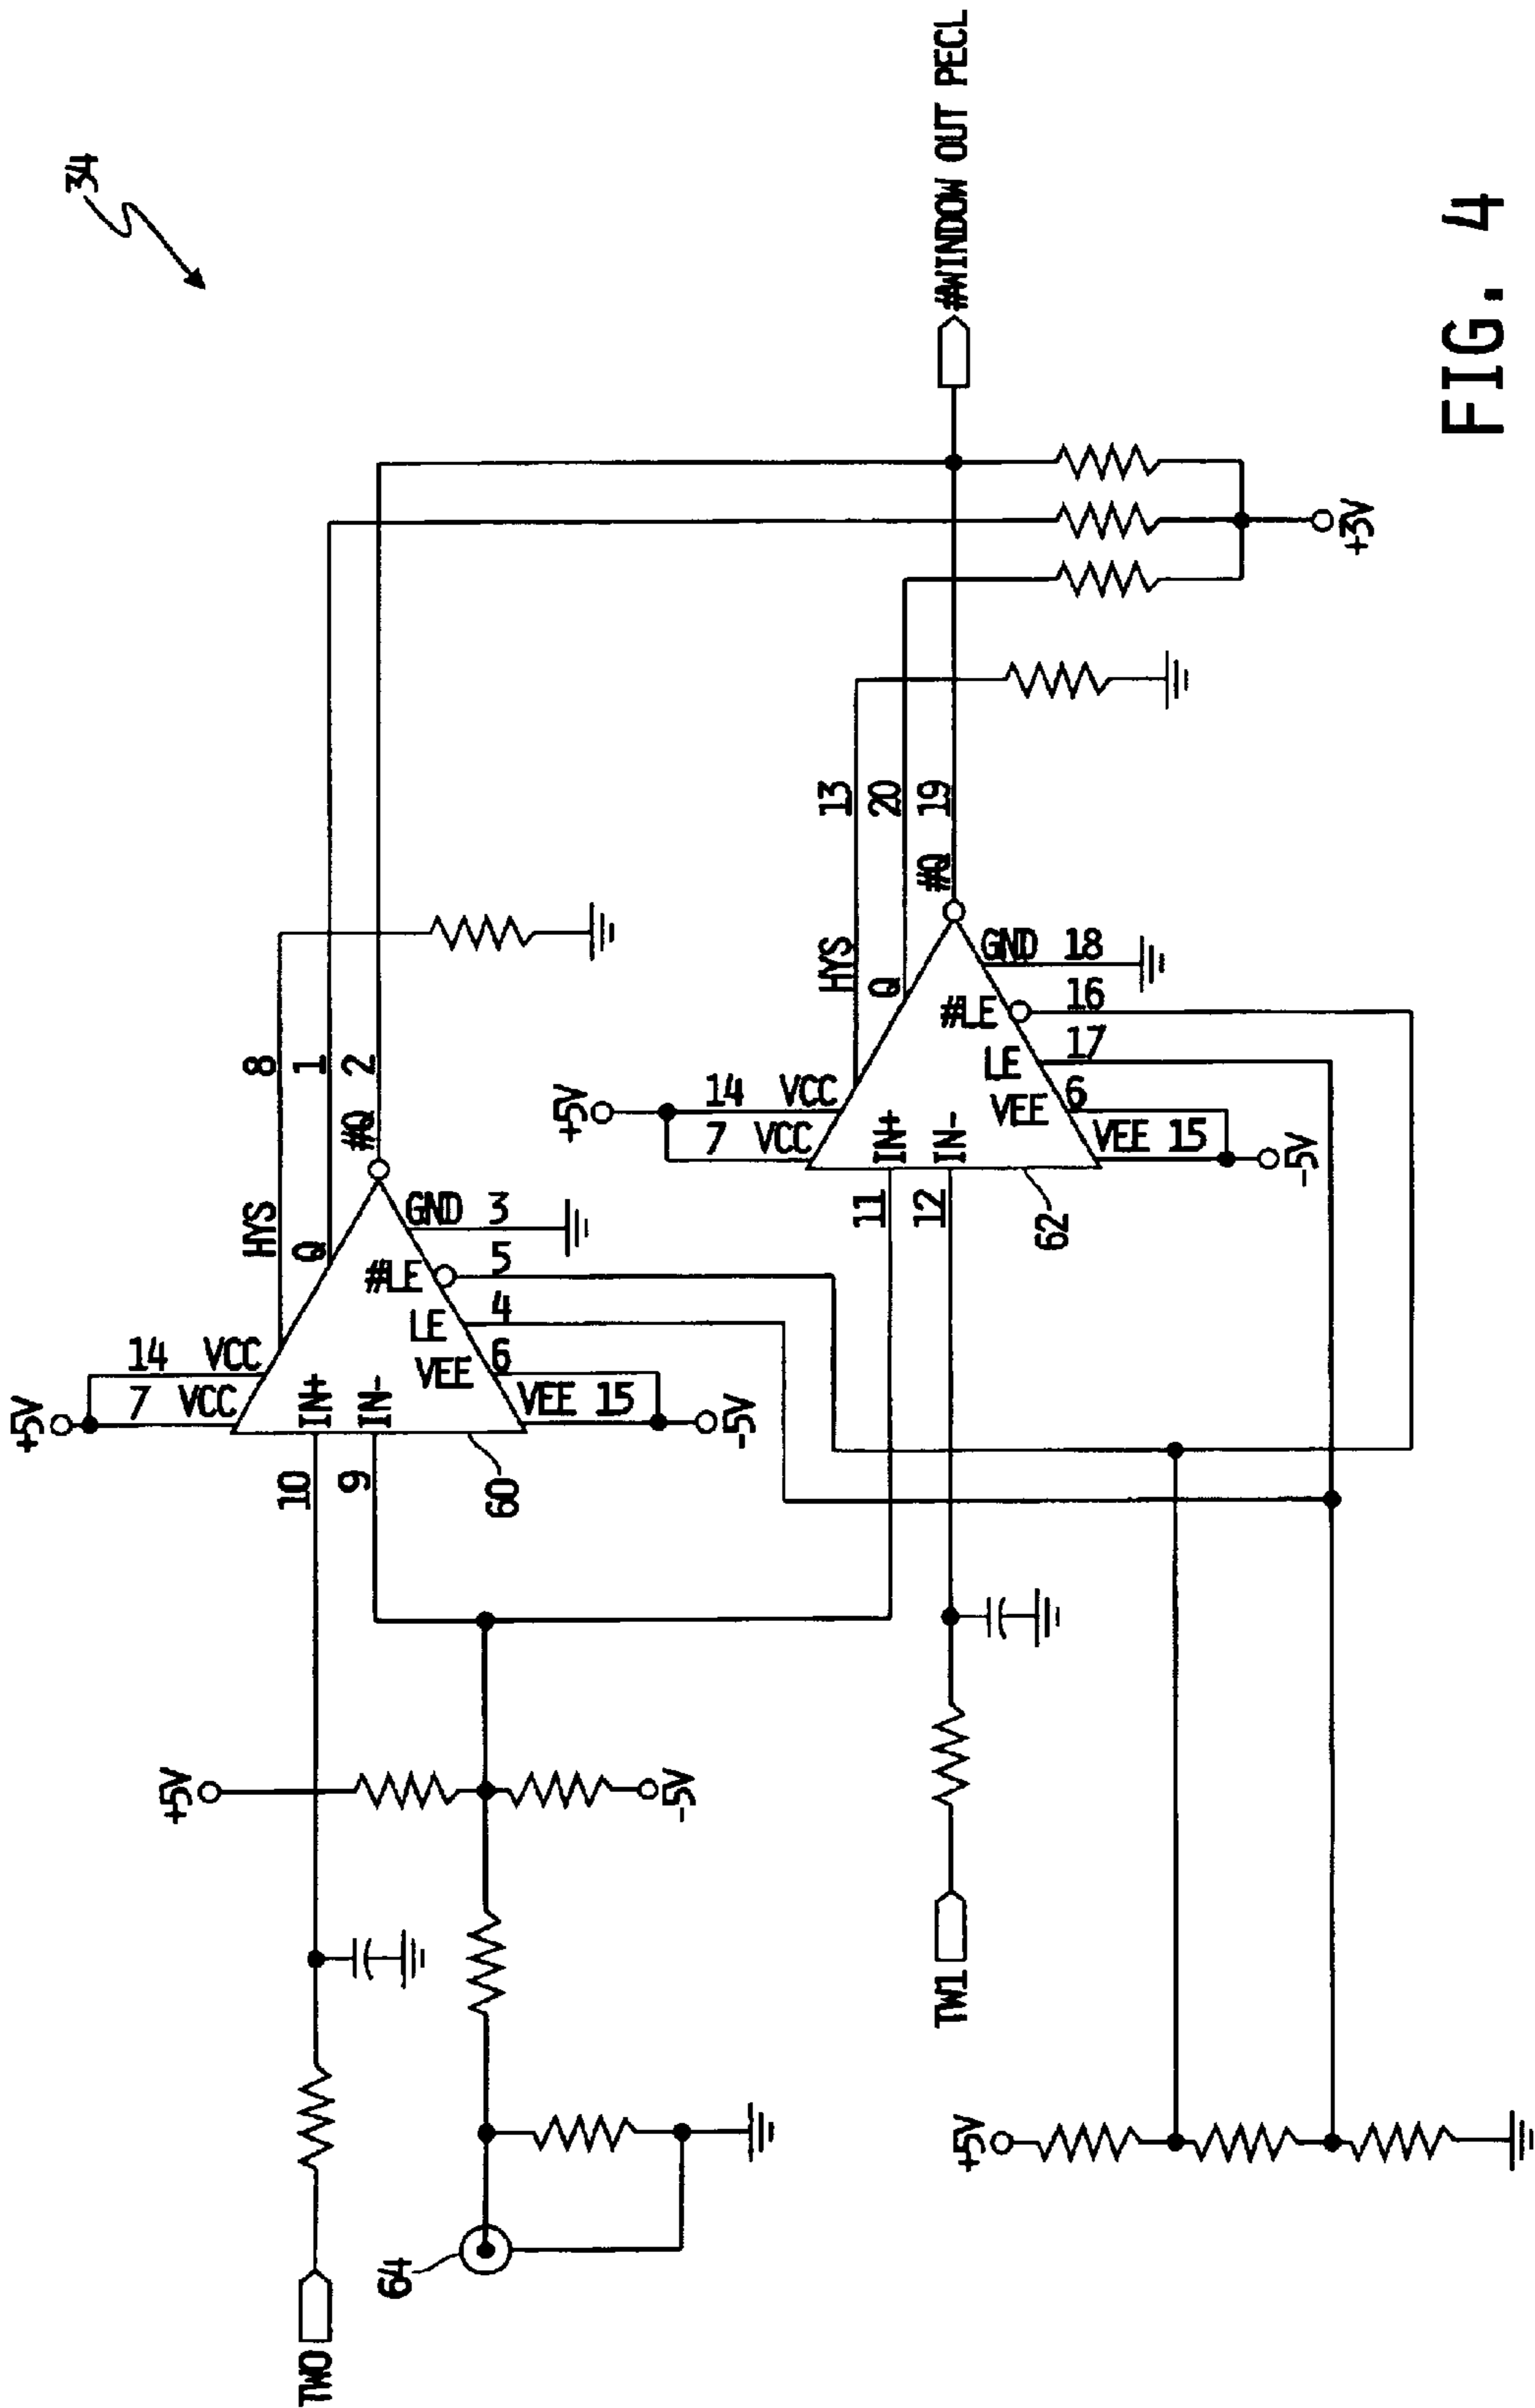 34
+5V
14 VCC
7 VCC
HYS
8
Q
1
#Q
2
IN+
IN-
10
9
GND 3
#LE
5
LE
4
VEE
6
VEE 15
-5V
60
+5V
-5V
TW0
64
+5V
14 VCC
7 VCC
HYS
13
Q
20
#Q
19
#WINDOW OUT PECL
IN+
IN-
11
12
GND 18
#LE
16
LE
17
VEE
6
VEE 15
-5V
62
TW1
+5V
+3V
FIG. 4